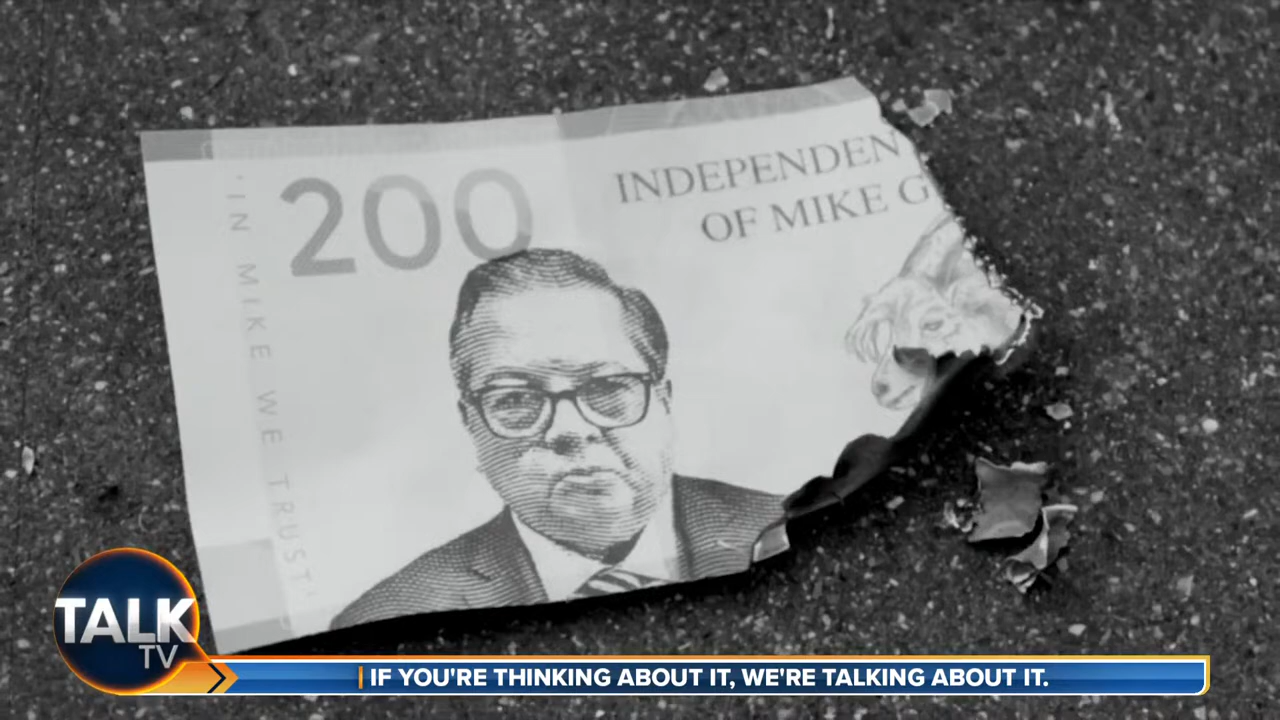 200
INDEPENDEN
OF MIKE G
'IN MIKE WE TRUST'
TALK
TV
IF YOU'RE THINKING ABOUT IT, WE'RE TALKING ABOUT IT.